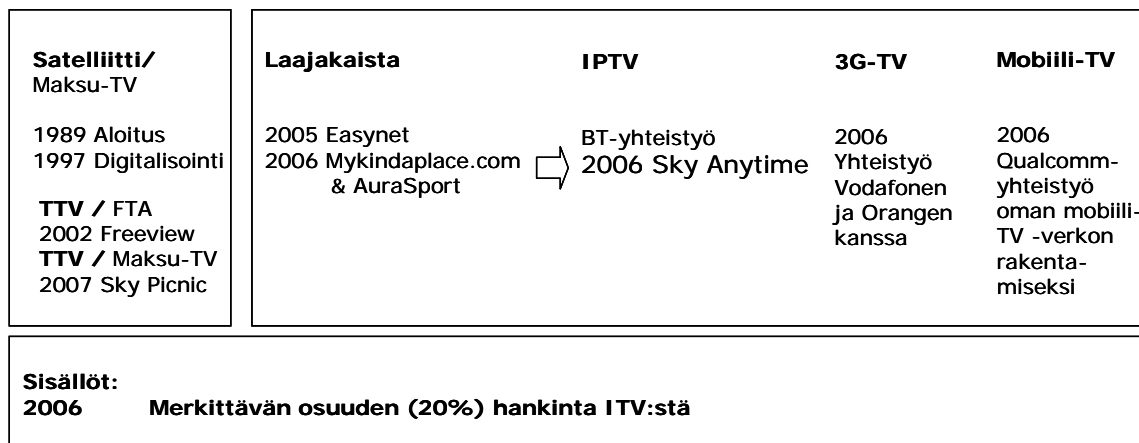 Satelliitti/
Maksu-TV
1989 Aloitus
1997 Digitalisointi
TTV / FTA
2002 Freeview
TTV / Maksu-TV
2007 Sky Picnic
Laajakaista
2005 Easynet
2006 Mykindaplace.com
& AuraSport
IPTV
BT-yhteistyö
2006 Sky Anytime
3G-TV
2006
Yhteistyö
Vodafonen
ja Orangen
kanssa
Mobiili-TV
2006
Qualcomm-
yhteistyö
oman mobiili-
TV -verkon
rakenta-
miseksi
Sisällöt:
2006 Merkittävän osuuden (20%) hankinta ITV:stä